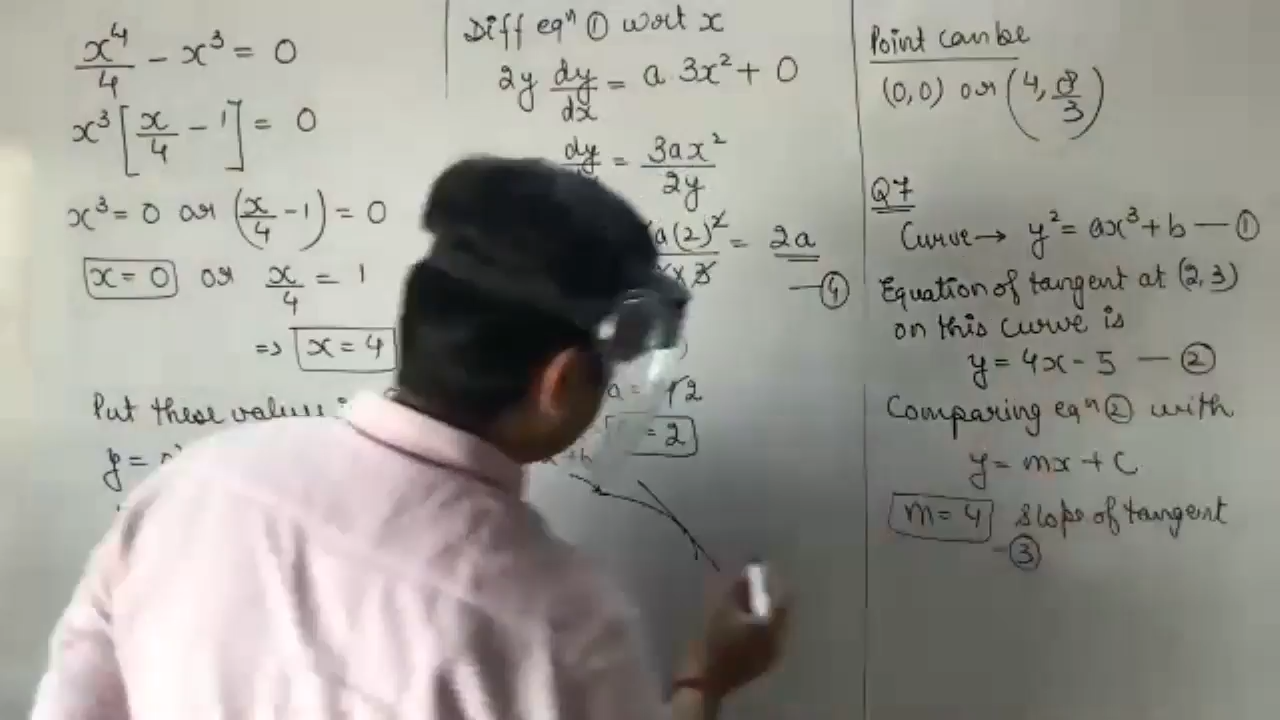 x⁴/4 - x³ = 0
x³[x/4 - 1] = 0
x³ = 0 or (x/4 - 1) = 0
x = 0 or x/4 = 1
⇒ x = 4
Put these values
y =
Diff eqⁿ ① wort x
2y dy/dx = a 3x² + 0
dy = 3ax²/2y
a(2)² = 2a
—④
a = 12
= 2
Point can be
(0,0) or (4, 8/3)
Q7
Curve → y² = ax³ + b — ①
Equation of tangent at (2,3)
on this curve is
y = 4x - 5 — ②
Comparing eqⁿ ② with
y = mx + c
m = 4 slope of tangent
- ③